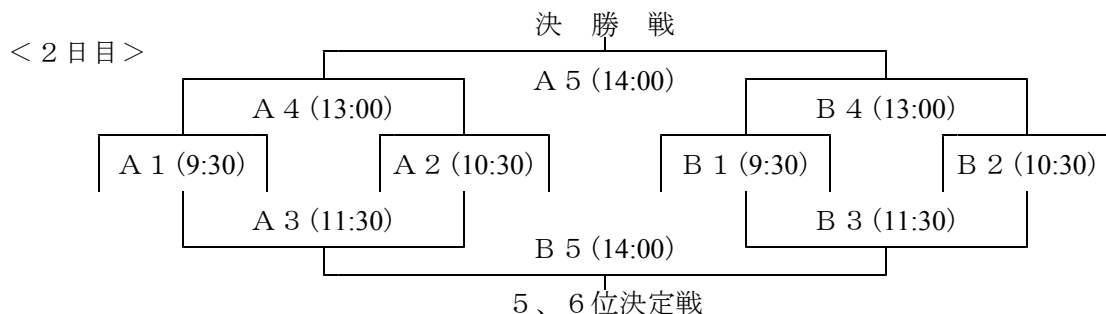 決 勝 戦
＜２日目＞
Ａ５(14:00)
Ａ４(13:00)
Ｂ４(13:00)
Ａ１(9:30)
Ａ２(10:30)
Ｂ１(9:30)
Ｂ２(10:30)
Ａ３(11:30)
Ｂ３(11:30)
Ｂ５(14:00)
５、６位決定戦